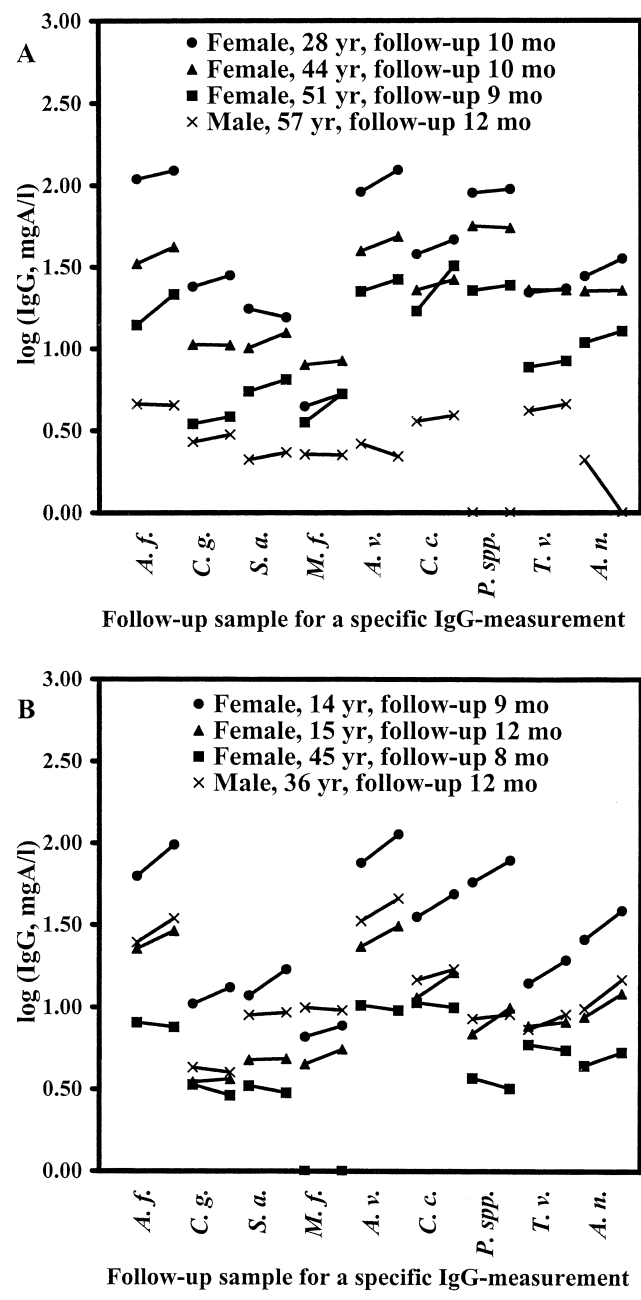 A
3.00
2.50
2.00
1.50
1.00
0.50
0.00
log (IgG, mgA/l)
● Female, 28 yr, follow-up 10 mo
▲ Female, 44 yr, follow-up 10 mo
■ Female, 51 yr, follow-up 9 mo
× Male, 57 yr, follow-up 12 mo
A. f.
C. g.
S. a.
M. f.
A. v.
C. c.
P. spp.
T. v.
A. n.
Follow-up sample for a specific IgG-measurement
B
3.00
2.50
2.00
1.50
1.00
0.50
0.00
log (IgG, mgA/l)
● Female, 14 yr, follow-up 9 mo
▲ Female, 15 yr, follow-up 12 mo
■ Female, 45 yr, follow-up 8 mo
× Male, 36 yr, follow-up 12 mo
A. f.
C. g.
S. a.
M. f.
A. v.
C. c.
P. spp.
T. v.
A. n.
Follow-up sample for a specific IgG-measurement